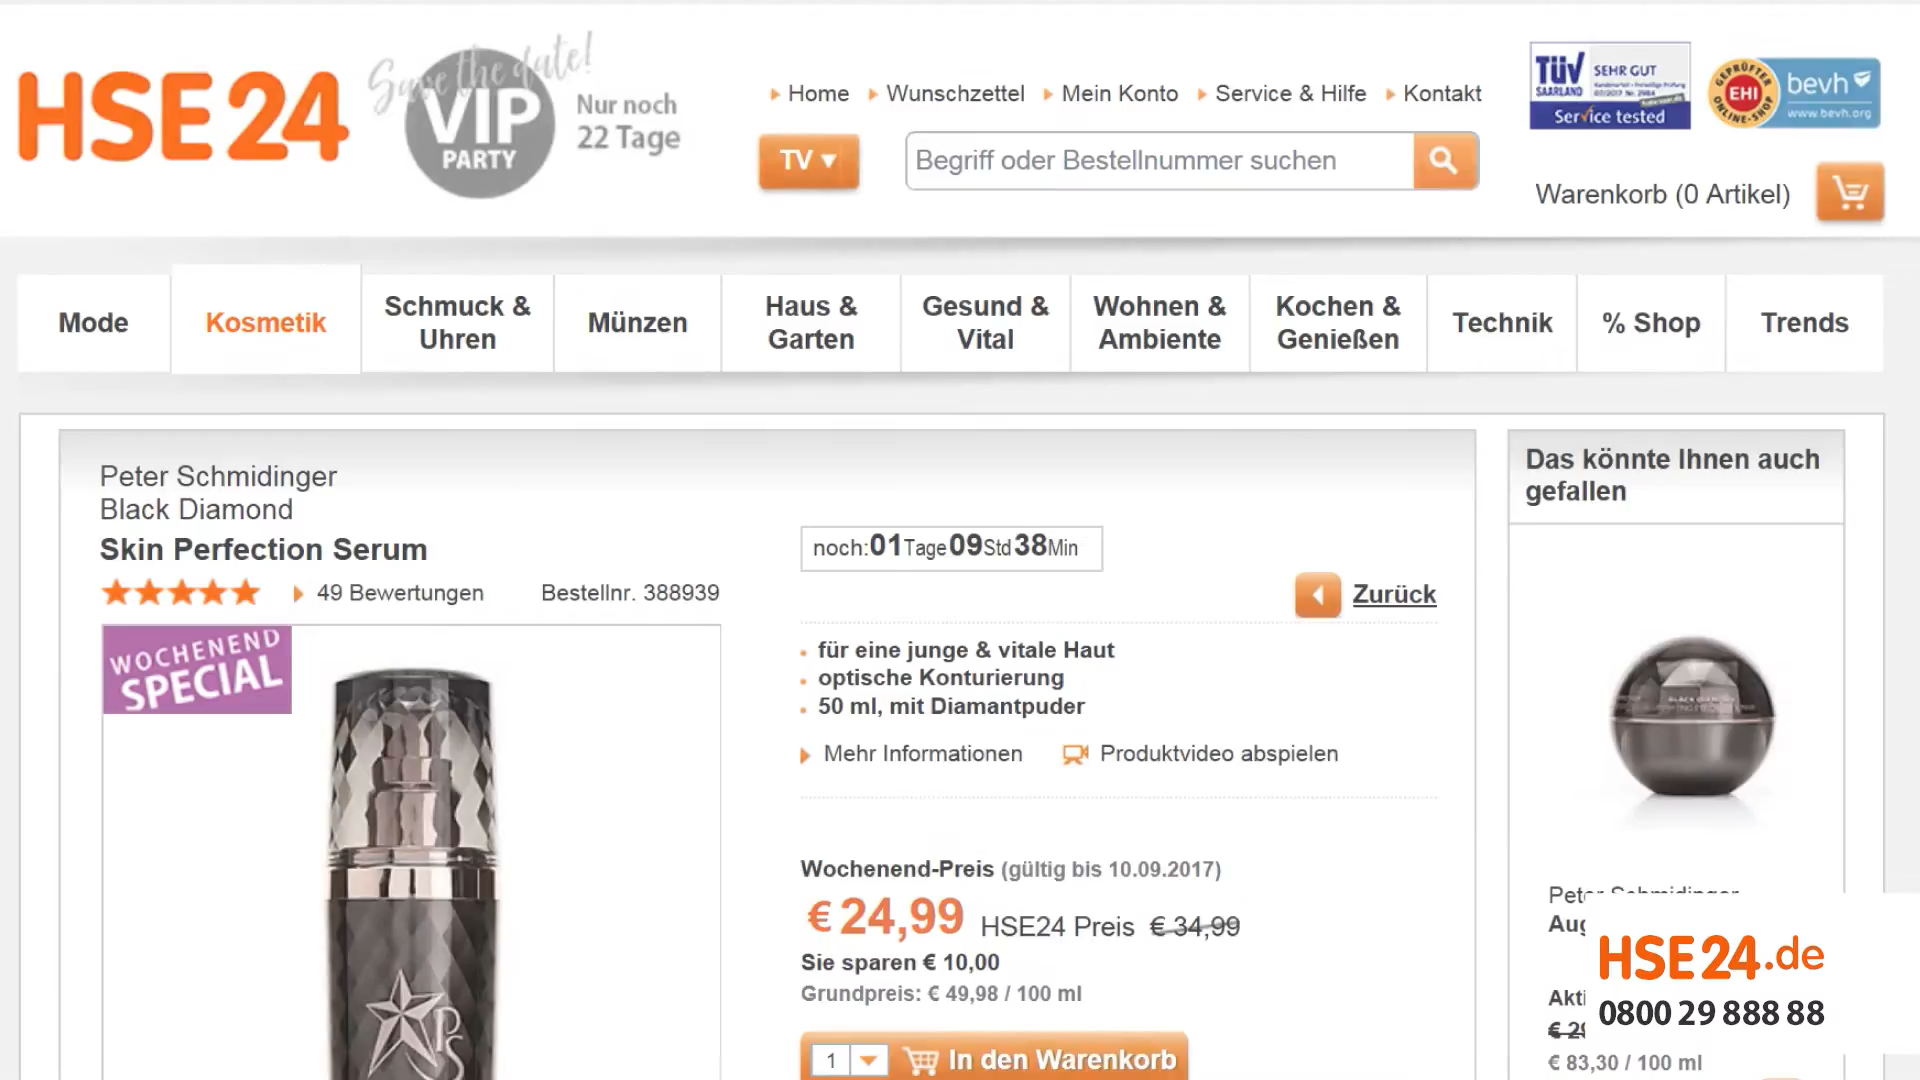 HSE24
Save the date!
VIP
PARTY
Nur noch
22 Tage
Home
Wunschzettel
Mein Konto
Service & Hilfe
Kontakt
TV
Begriff oder Bestellnummer suchen
TÜV
SAARLAND
SEHR GUT
Service tested
GEPRÜFTER
EHI
ONLINE-SHOP
bevh
www.bevh.org
Warenkorb (0 Artikel)
Mode
Kosmetik
Schmuck &
Uhren
Münzen
Haus &
Garten
Gesund &
Vital
Wohnen &
Ambiente
Kochen &
Genießen
Technik
% Shop
Trends
Peter Schmidinger
Black Diamond
Skin Perfection Serum
49 Bewertungen
Bestellnr. 388939
WOCHENEND
SPECIAL
PS
noch:01Tage09Std38Min
Zurück
für eine junge & vitale Haut
optische Konturierung
50 ml, mit Diamantpuder
Mehr Informationen
Produktvideo abspielen
Wochenend-Preis (gültig bis 10.09.2017)
€ 24,99 HSE24 Preis € 34,99
Sie sparen € 10,00
Grundpreis: € 49,98 / 100 ml
1
In den Warenkorb
Das könnte Ihnen auch
gefallen
BLACK DIAMOND
Peter Schmidinger
HSE24.de
0800 29 888 88
€ 83,30 / 100 ml